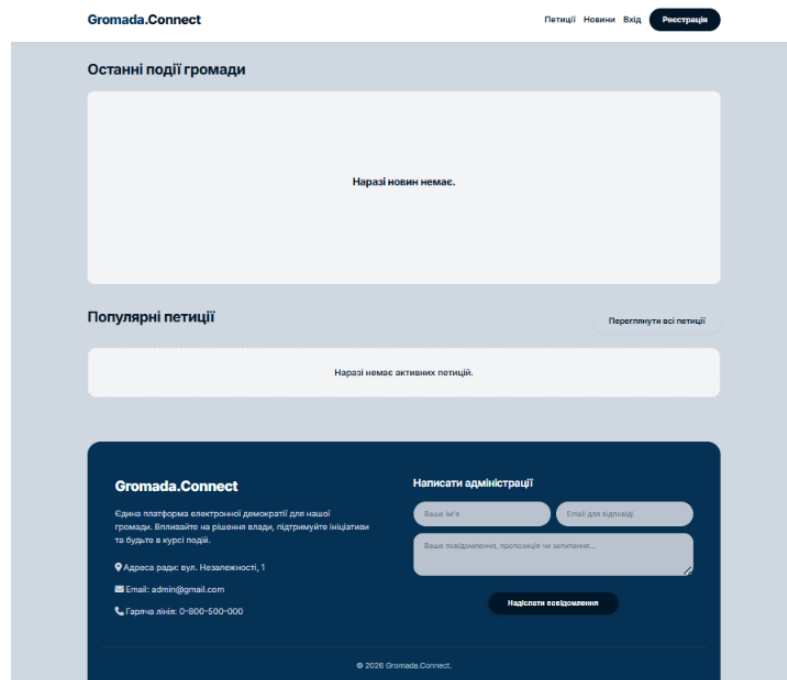 Gromada.Connect
Петиції Новини Вхід Реєстрація
Останні події громади
Наразі новин немає.
Популярні петиції
Переглянути всі петиції
Наразі немає активних петицій.
Gromada.Connect
Єдина платформа електронної демократії для нашої
громади. Впливайте на рішення влади, підтримуйте ініціативи
та будьте в курсі подій.
Адреса ради: вул. Незалежності, 1
Email: admin@gmail.com
Гаряча лінія: 0-800-500-000
Написати адміністрації
Ваше ім'я
Email для відповіді
Ваше повідомлення, пропозиція чи запитання...
Надіслати повідомлення
© 2026 Gromada.Connect.